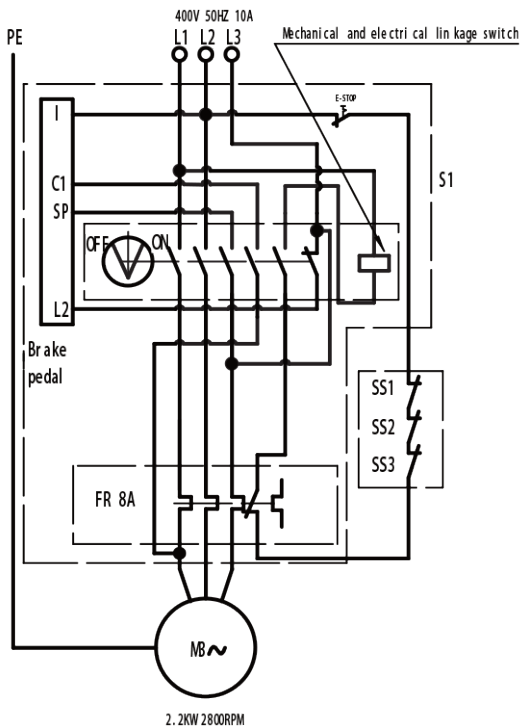 400V 50HZ 10A
PE
L1 L2 L3
Mechanical and electrical linkage switch
E-STOP
I
C1
SP
S1
OFF
ON
L2
Brake
pedal
SS1
SS2
SS3
FR 8A
MB~
2.2KW 2800RPM